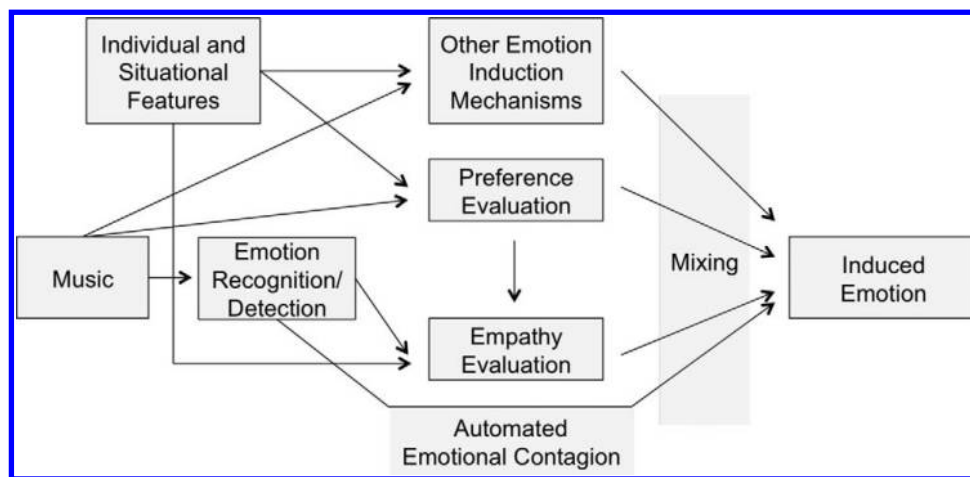 Individual and
Situational
Features
Other Emotion
Induction
Mechanisms
Preference
Evaluation
Music
Emotion
Recognition/
Detection
Empathy
Evaluation
Mixing
Induced
Emotion
Automated
Emotional Contagion